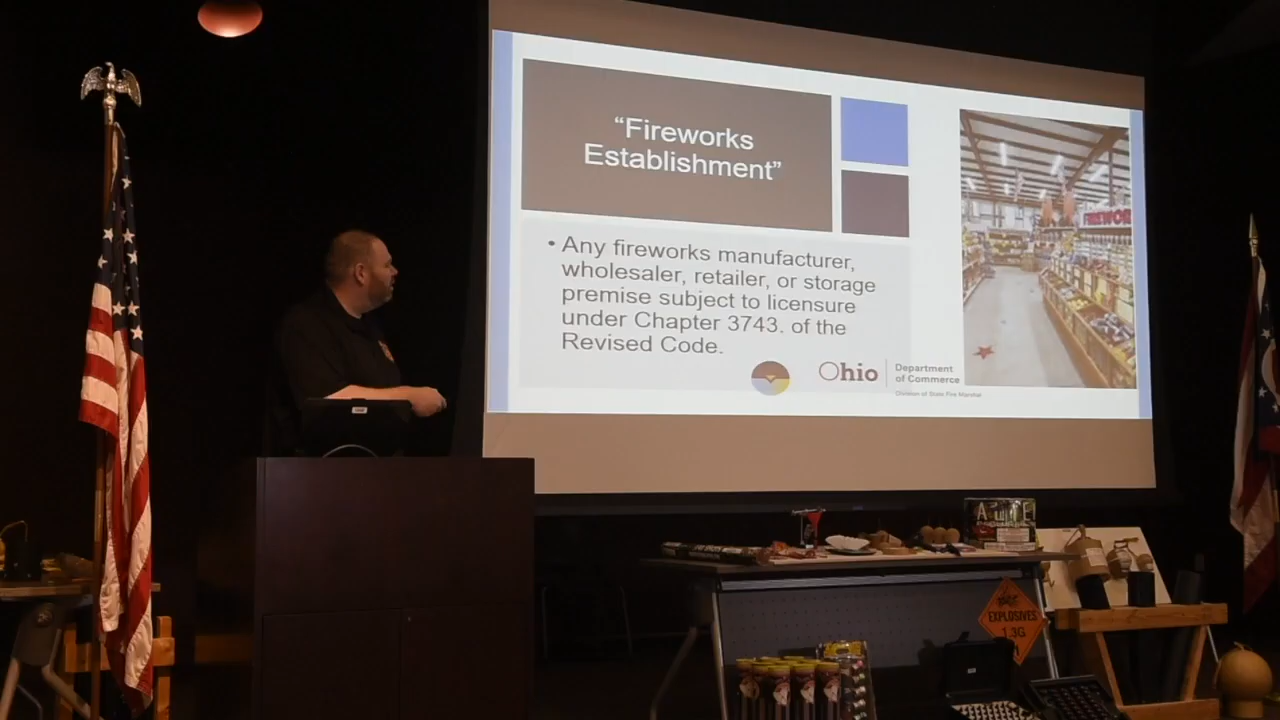 “Fireworks
Establishment”
• Any fireworks manufacturer,
wholesaler, retailer, or storage
premise subject to licensure
under Chapter 3743. of the
Revised Code.
Ohio
Department
of Commerce
Division of State Fire Marshal
EXPLOSIVES
1.3G